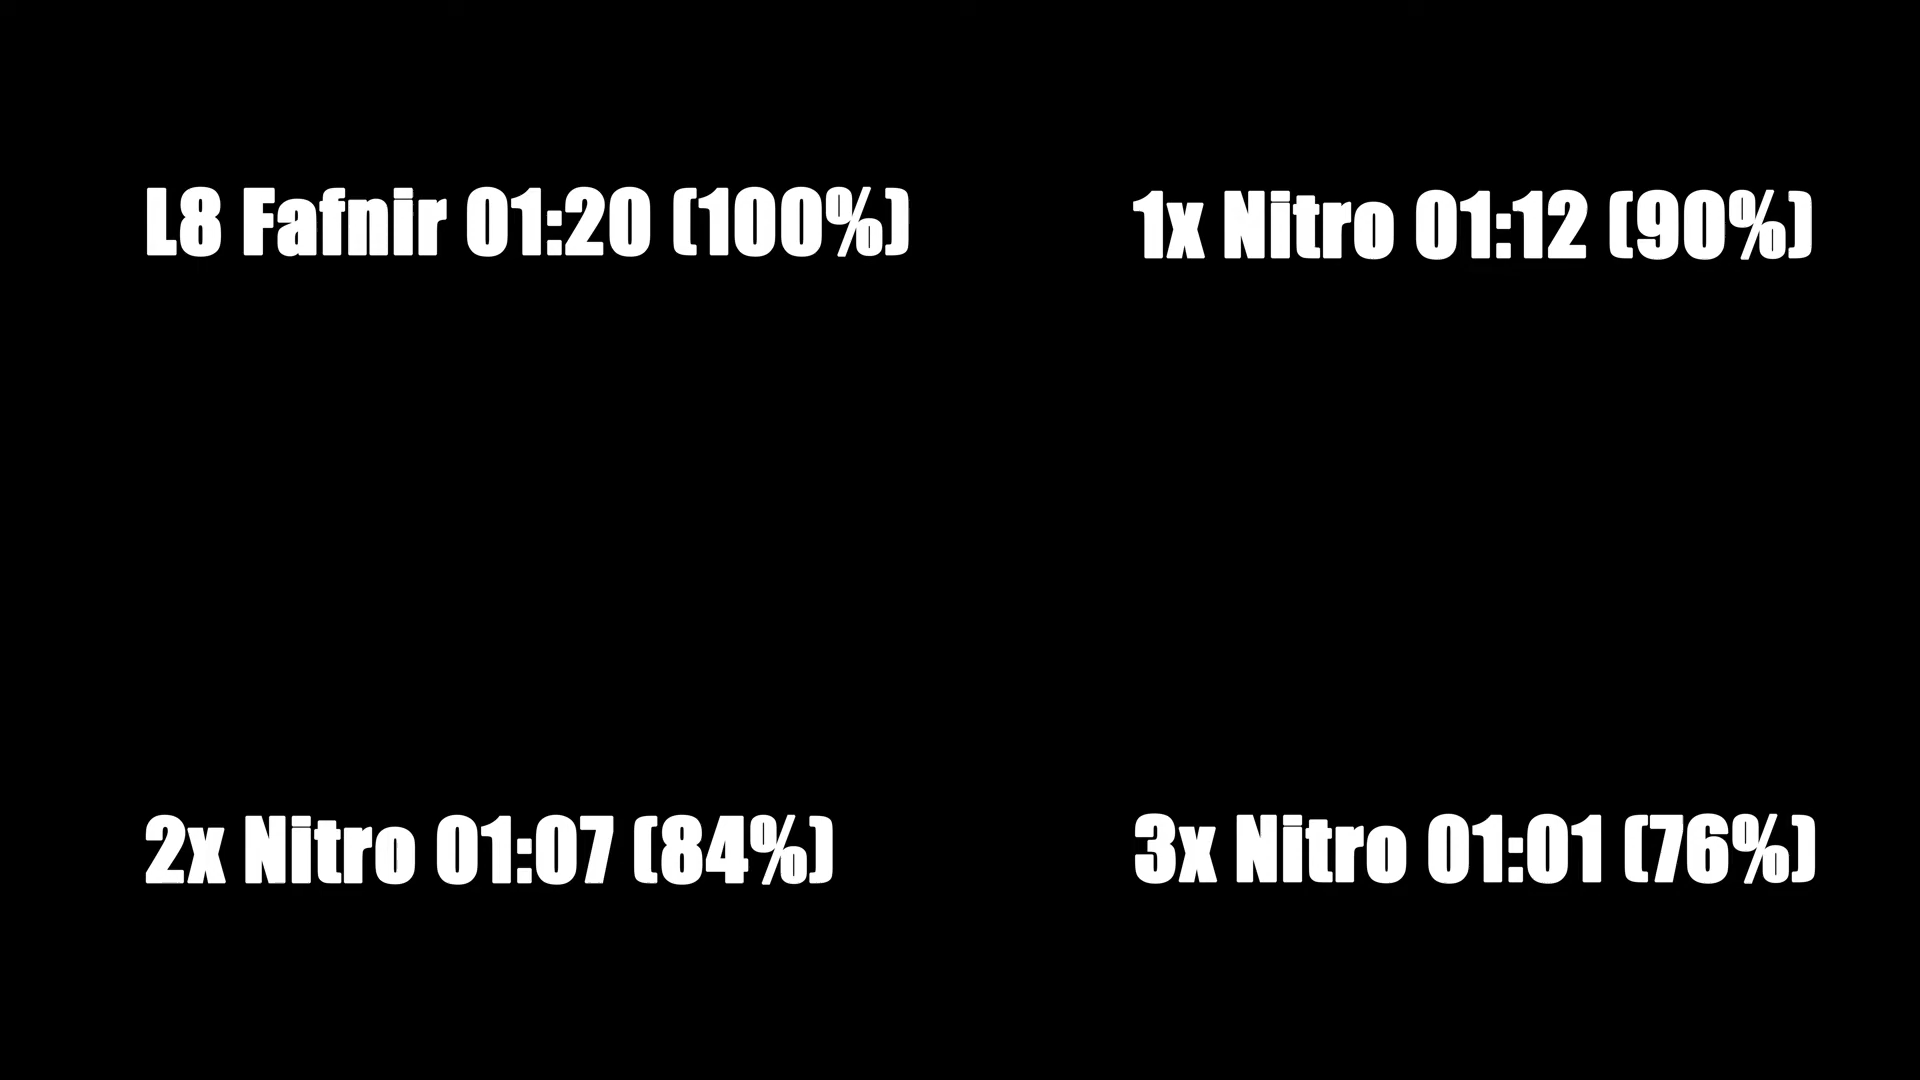 L8 Fafnir 01:20 (100%)
1x Nitro 01:12 (90%)
2x Nitro 01:07 (84%)
3x Nitro 01:01 (76%)